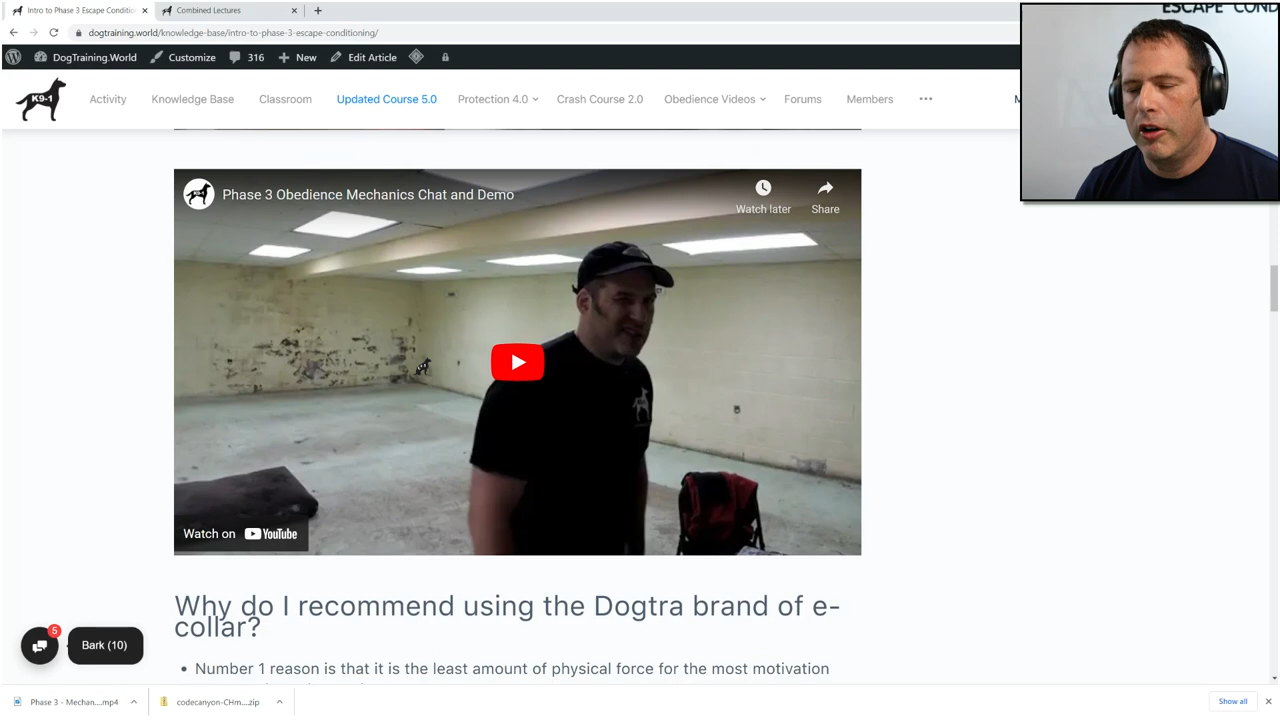 Intro to Phase 3 Escape Conditio
Combined Lectures
ESCAPE COND
dogtraining.world/knowledge-base/intro-to-phase-3-escape-conditioning/
DogTraining.World
Customize
316
New
Edit Article
K9-1
Activity
Knowledge Base
Classroom
Updated Course 5.0
Protection 4.0
Crash Course 2.0
Obedience Videos
Forums
Members
M
Phase 3 Obedience Mechanics Chat and Demo
Watch later
Share
Watch on YouTube
Why do I recommend using the Dogtra brand of e-
collar?
5
Bark (10)
• Number 1 reason is that it is the least amount of physical force for the most motivation
Phase 3 - Mechan....mp4
codecanyon-CHm....zip
Show all